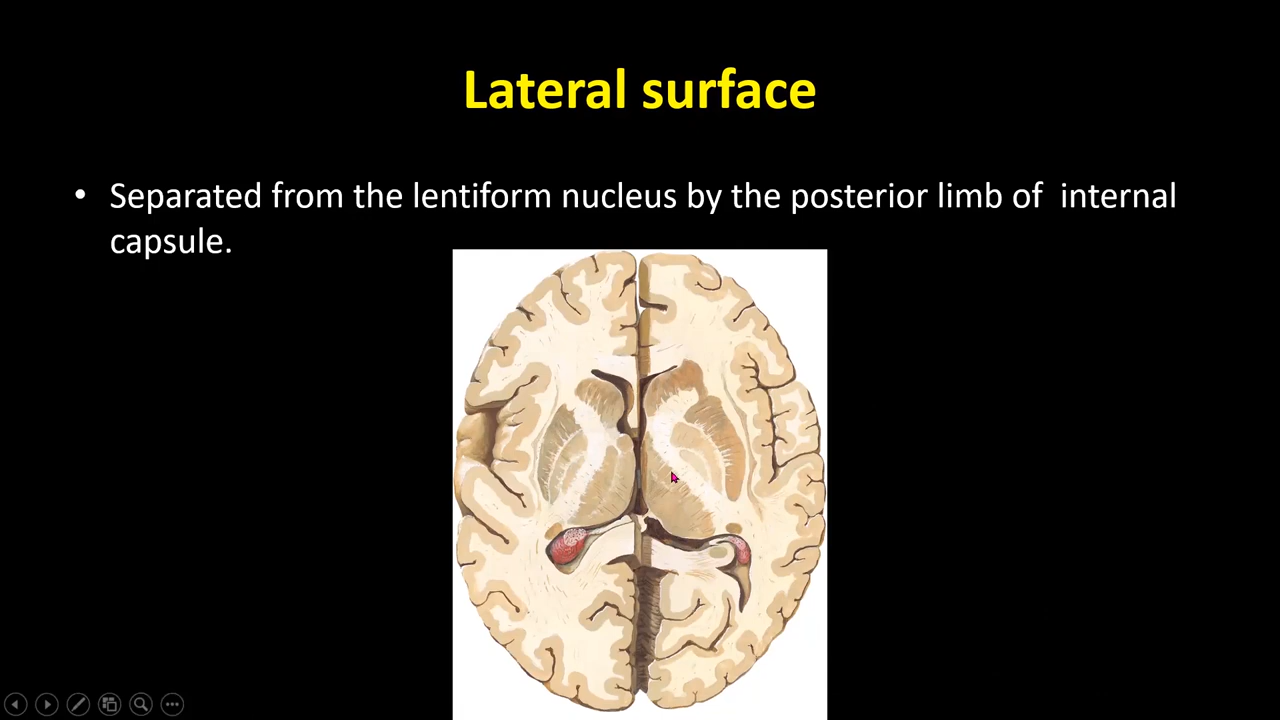 Lateral surface
• Separated from the lentiform nucleus by the posterior limb of  internal
capsule.